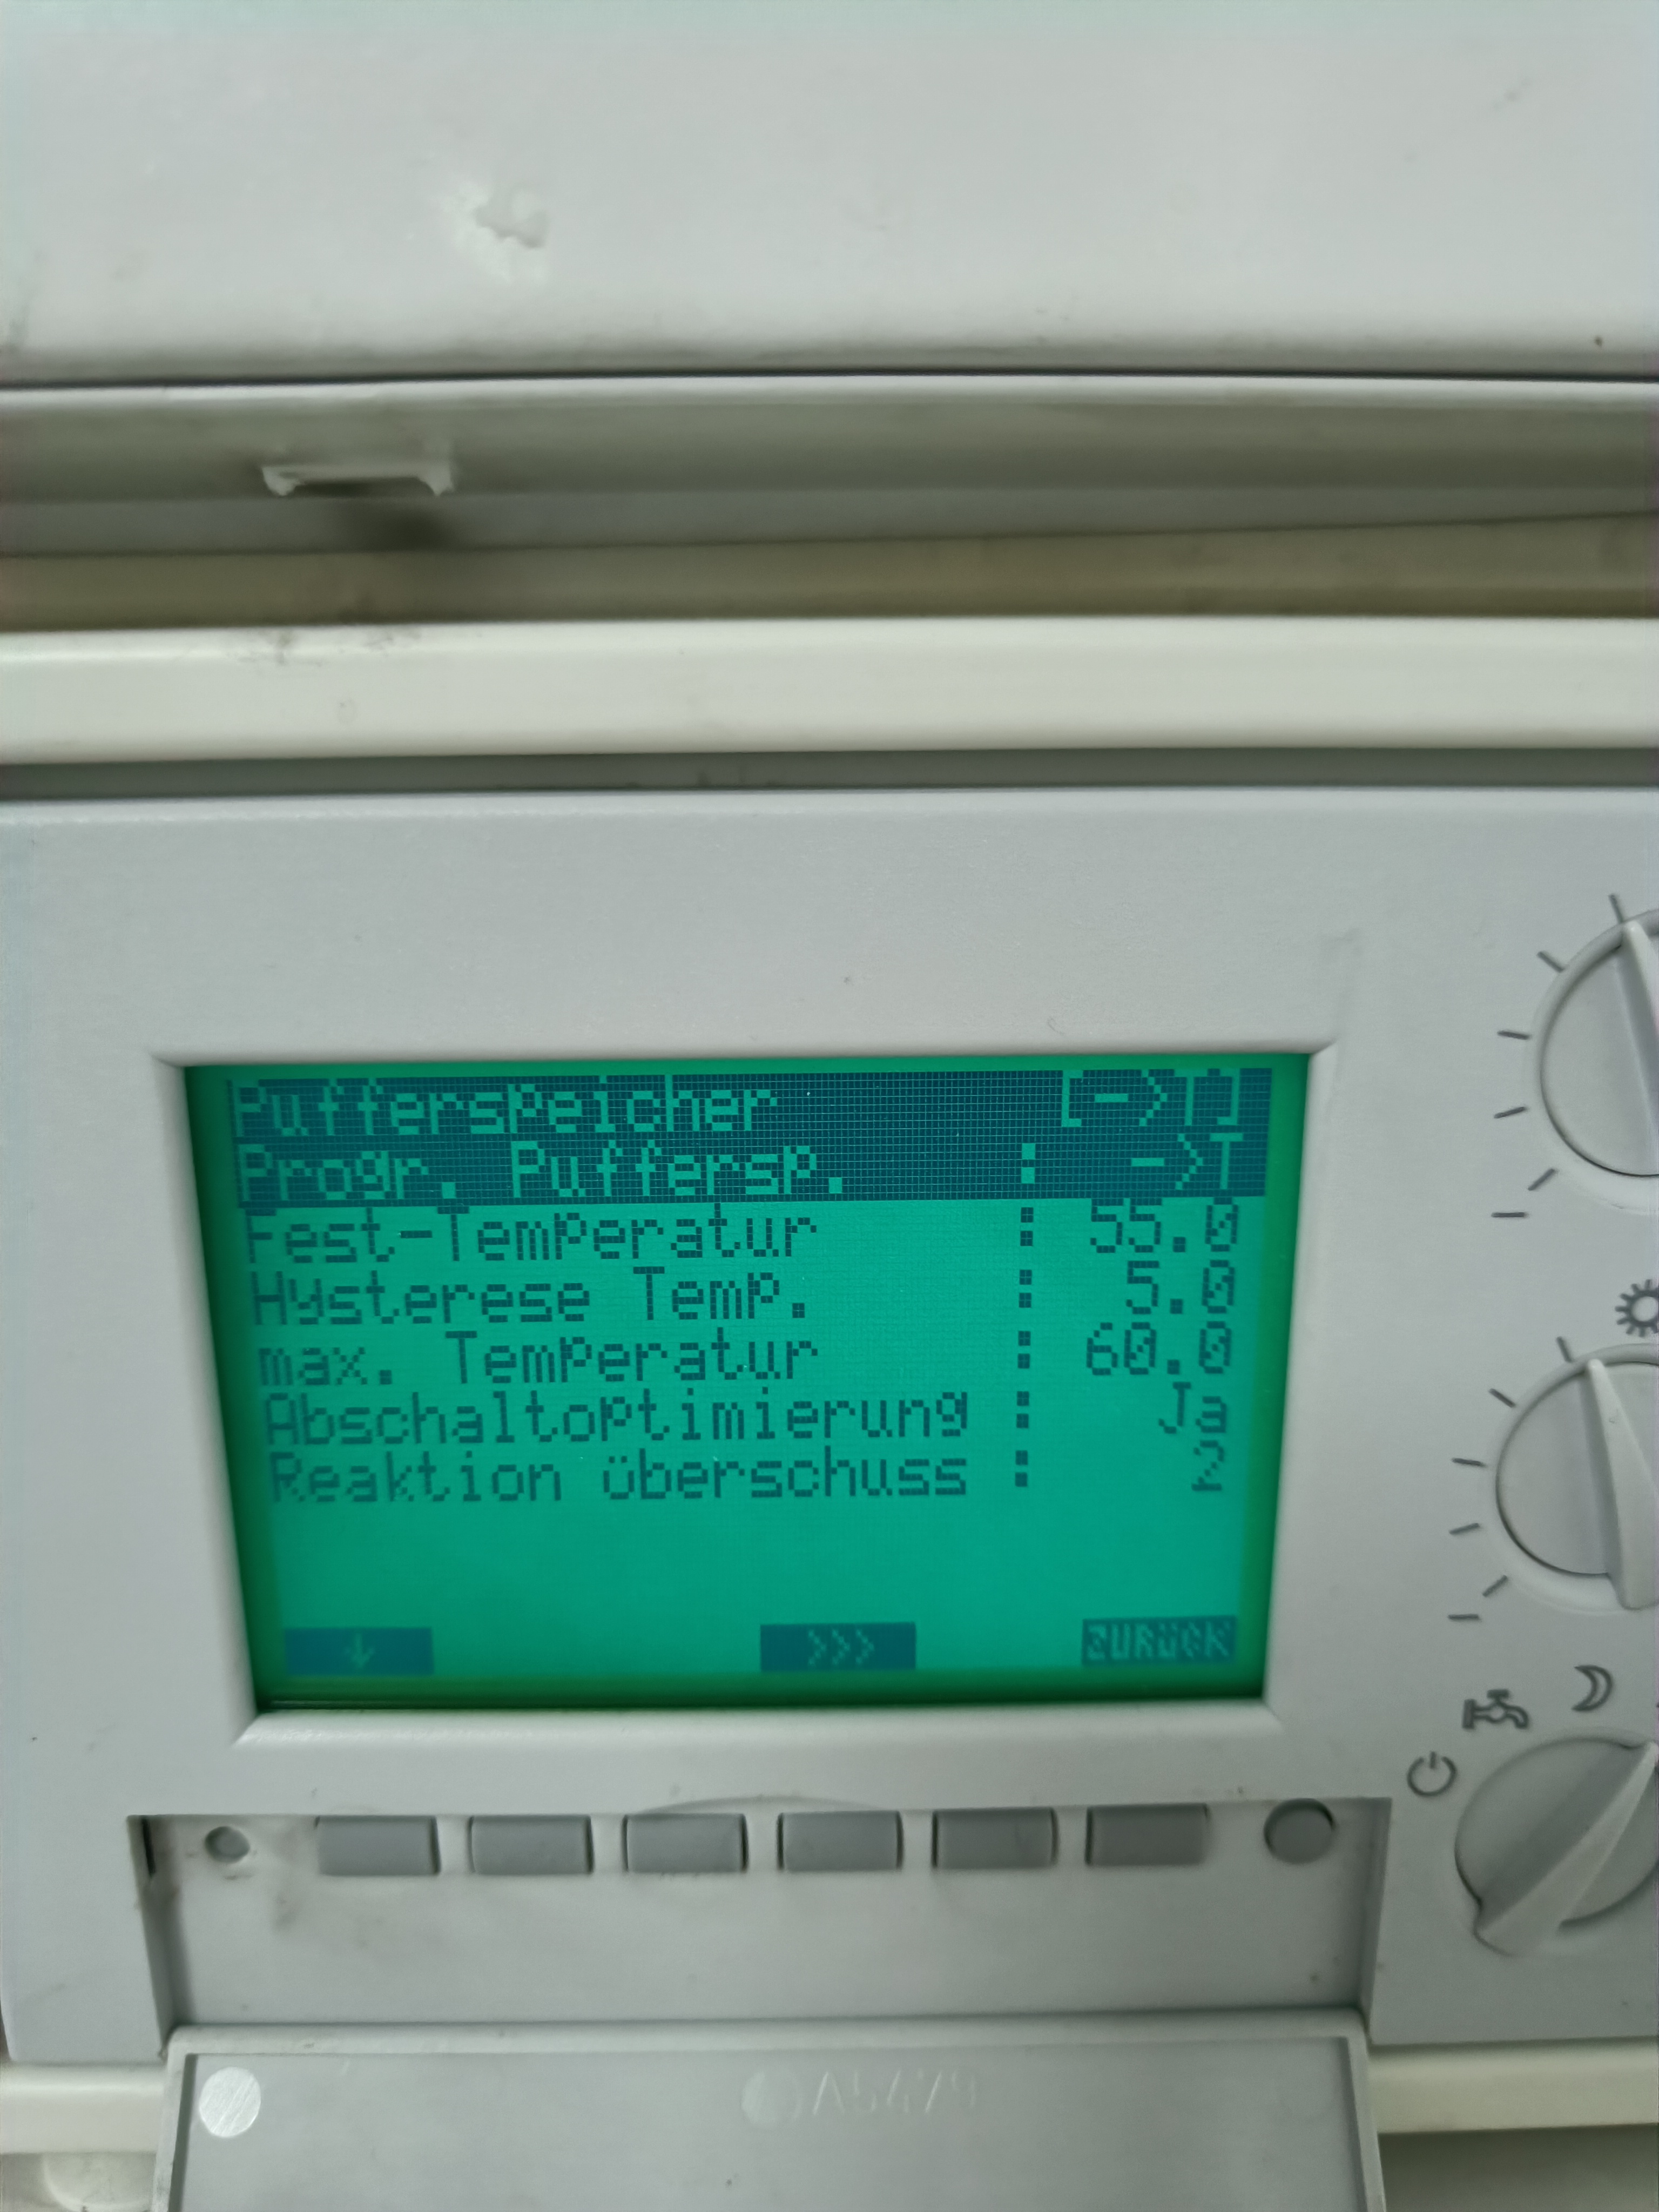 Pufferspeicher [->T]
Progr. Puffersp. : ->T
Fest-Temperatur : 55.0
Hysterese Temp. : 5.0
max. Temperatur : 60.0
Abschaltoptimierung : Ja
Reaktion überschuss : 2
↓ >>> ZURÜCK